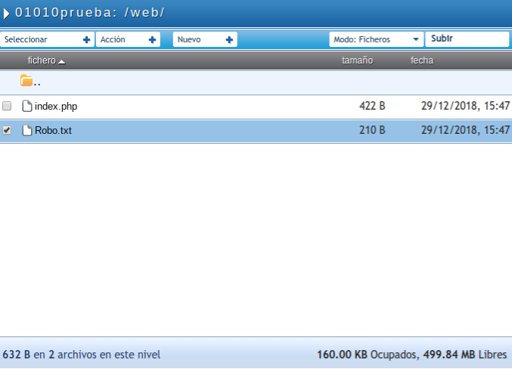 01010prueba: /web/
Seleccionar Acción Nuevo Modo: Ficheros Subir
fichero tamaño fecha
..
index.php 422 B 29/12/2018, 15:47
Robo.txt 210 B 29/12/2018, 15:47
632 B en 2 archivos en este nivel 160.00 KB Ocupados, 499.84 MB Libres